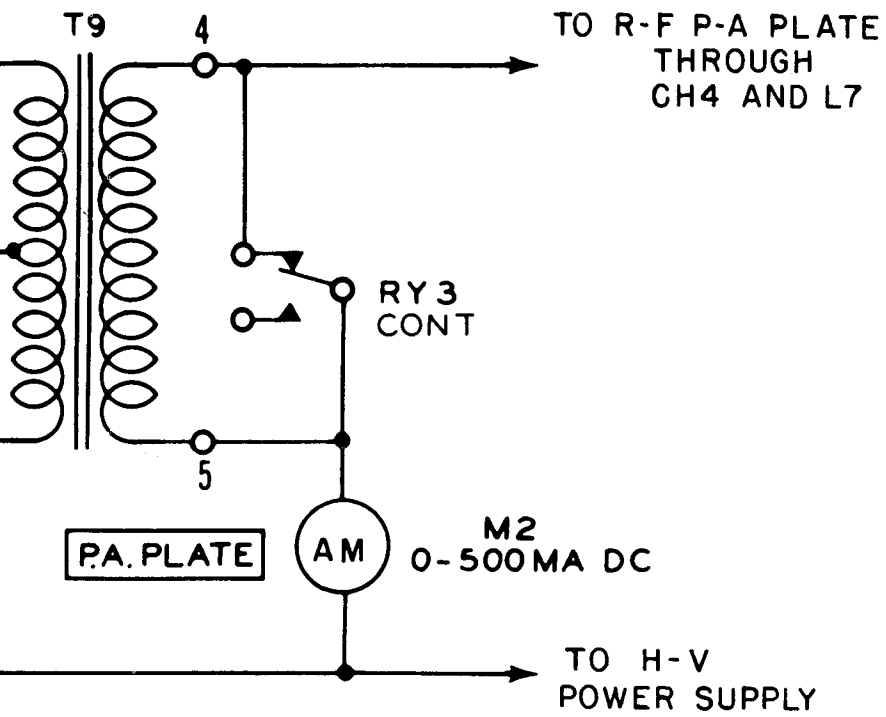 T9
4
TO R-F P-A PLATE
THROUGH
CH4 AND L7
RY3
CONT
5
P.A. PLATE
AM
M2
0-500MA DC
TO H-V
POWER SUPPLY